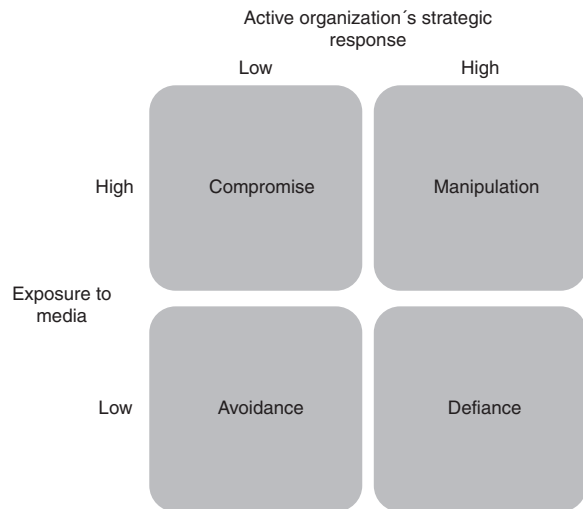 Active organization´s strategic
response
Low High
High Compromise Manipulation
Exposure to
media
Low Avoidance Defiance